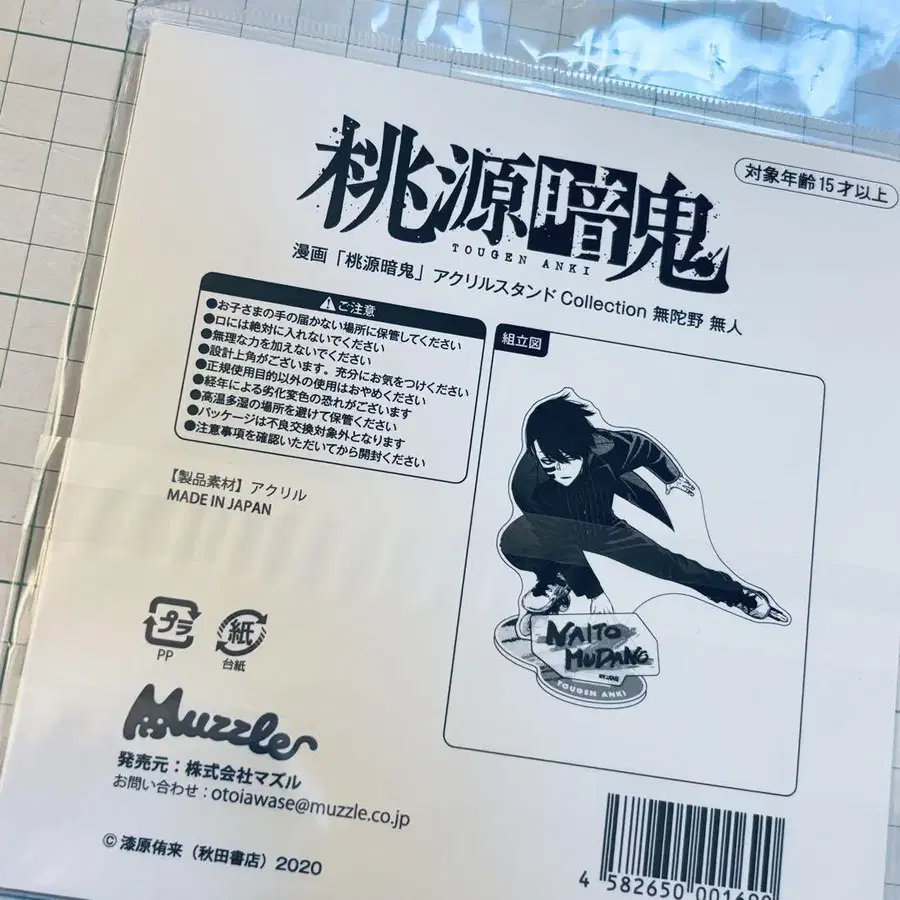 対象年齢15才以上
桃源暗鬼
TOUGEN ANKI
漫画「桃源暗鬼」アクリルスタンド Collection 無陀野 無人
ご注意
●お子さまの手の届かない場所に保管してください
●口には絶対に入れないでください
●無理な力を加えないでください
●設計上角がございます。充分にお気をつけください
●正規使用目的以外の使用はおやめください
●経年による劣化変色の恐れがございます
●高温多湿の場所を避けて保管ください
●パッケージは不良交換対象外となります
●注意事項を確認いただいてから開封ください
組立図
【製品素材】アクリル
MADE IN JAPAN
NAITO
MUDANO
TOUGEN ANKI
プラ
PP
紙
台紙
Muzzle
発売元：株式会社マズル
お問い合わせ：otoiawase@muzzle.co.jp
© 漆原侑来（秋田書店）2020
4 582650 001690